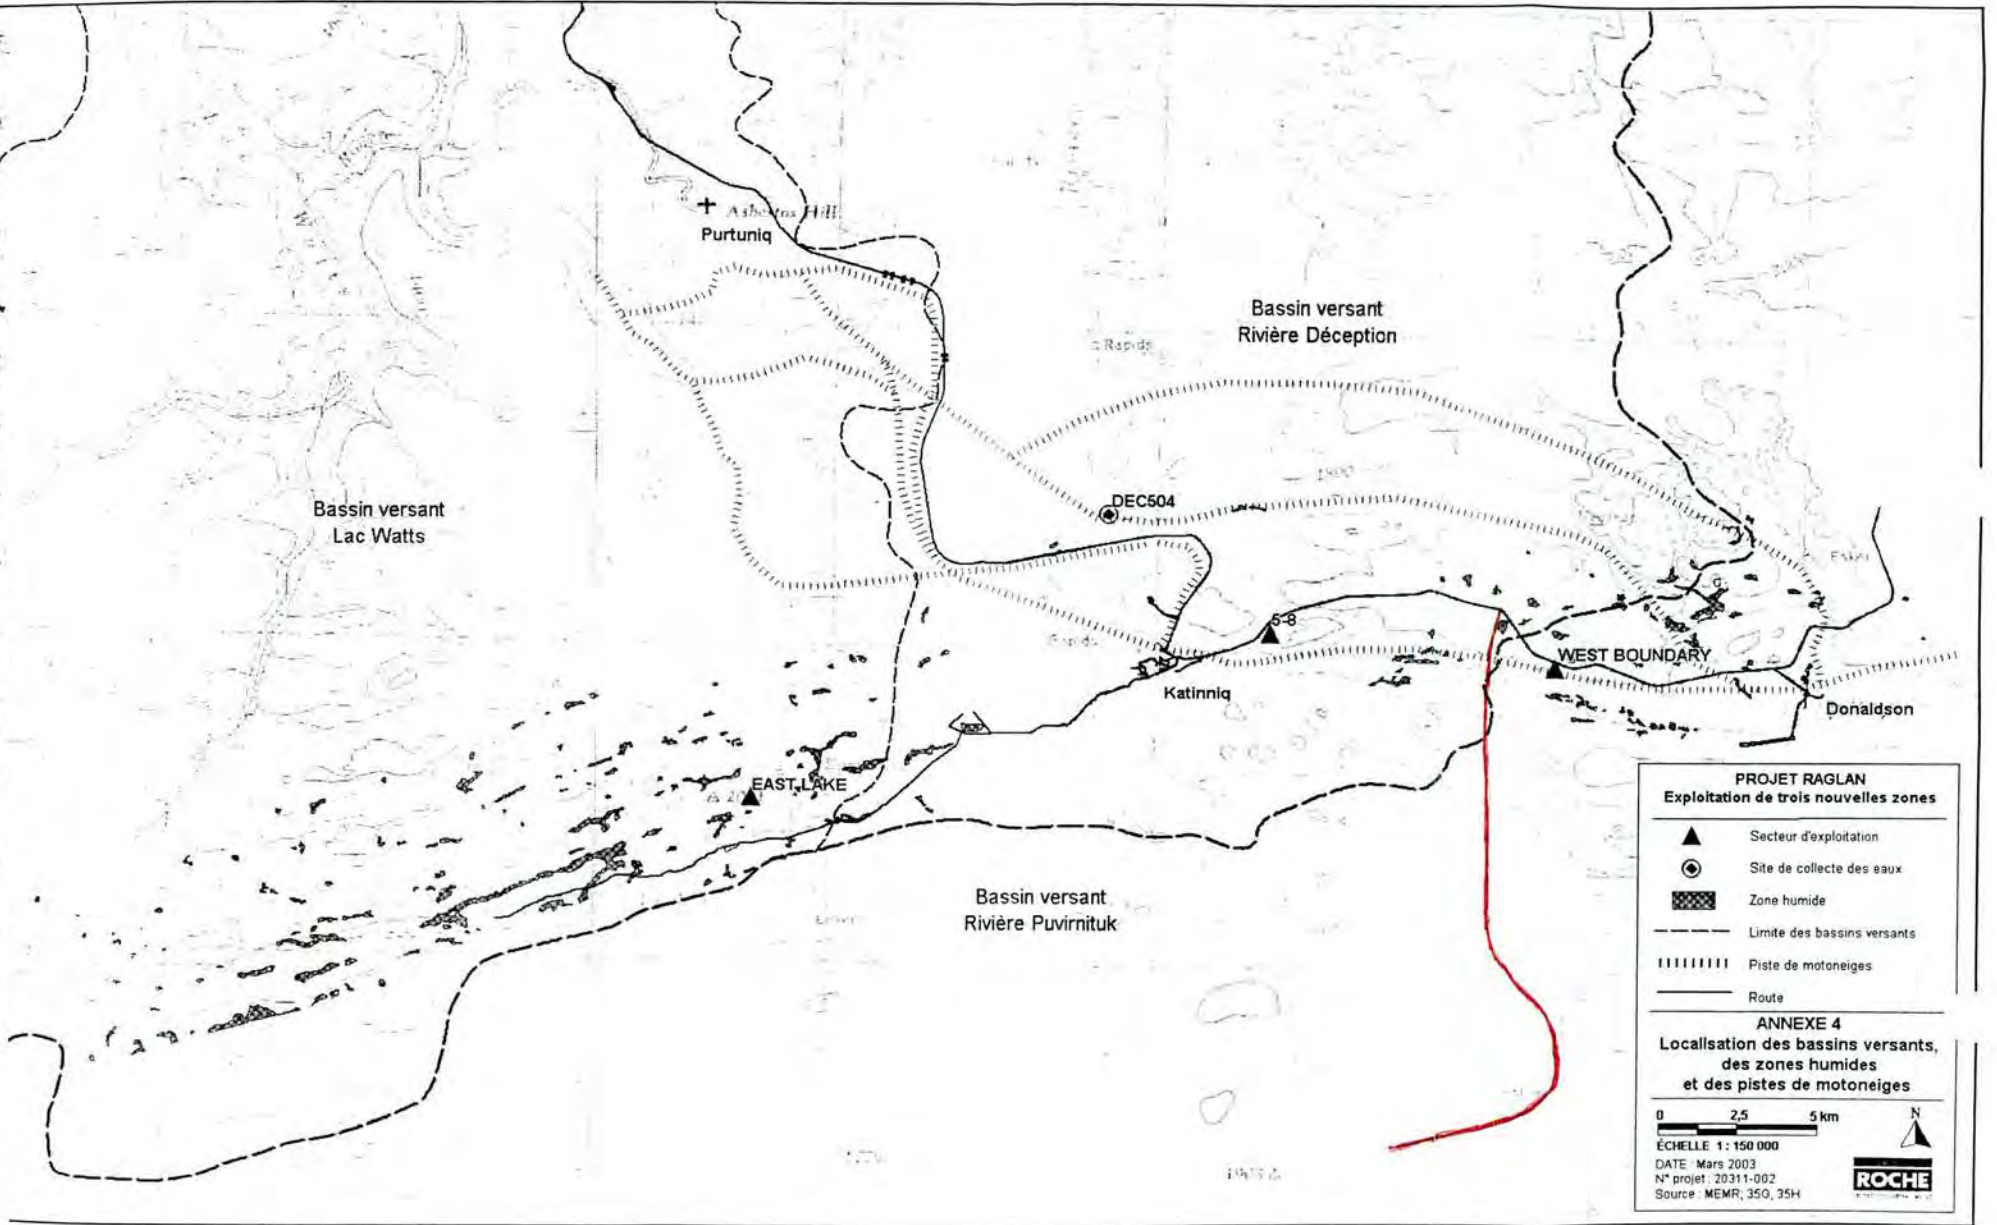 Asbestos Hill
Purtuniq
Bassin versant
Rivière Déception
Rapids
1800
Bassin versant
Lac Watts
DEC504
Esker
5-8
Rapids
WEST BOUNDARY
Katinniq
Donaldson
EAST LAKE
Bassin versant
Rivière Puvirnituk
PROJET RAGLAN
Exploitation de trois nouvelles zones
Secteur d'exploitation
Site de collecte des eaux
Zone humide
Limite des bassins versants
Piste de motoneiges
Route
ANNEXE 4
Localisation des bassins versants,
des zones humides
et des pistes de motoneiges
0 2,5 5 km
N
ÉCHELLE 1 : 150 000
DATE : Mars 2003
N° projet : 20311-002
Source : MEMR, 35G, 35H
ROCHE